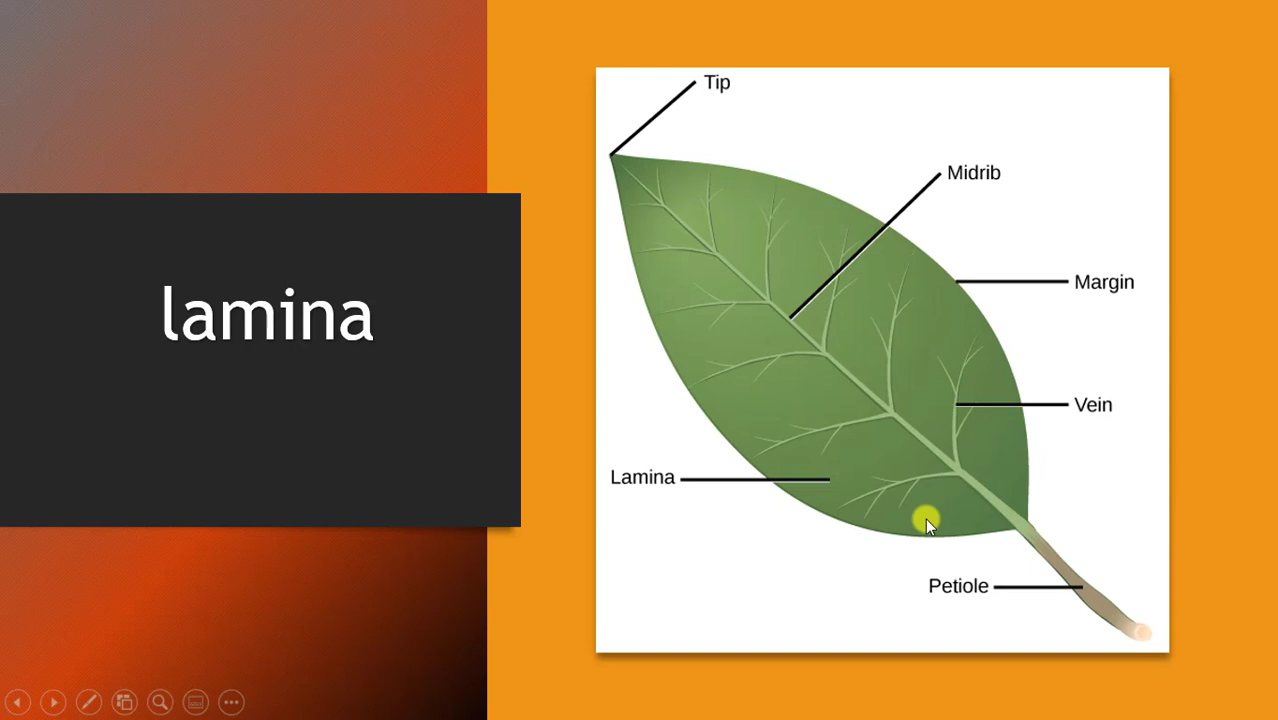 lamina
Tip
Midrib
Margin
Vein
Lamina
Petiole